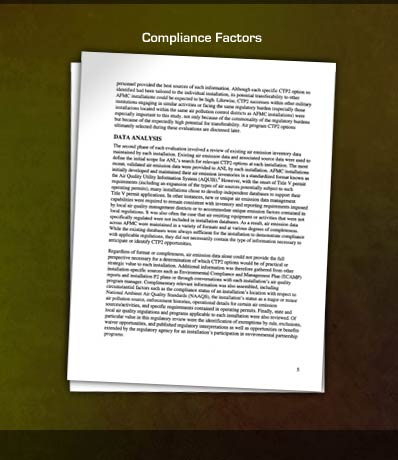 Compliance Factors
personnel provided the best sources of such information. Although each specific CTP2 option so
identified had been tailored to the individual installation, its potential transferability to other
AFMC installations could be expected to be high. Likewise, CTP2 successes within other military
institutions engaging in similar activities or facing the same regulatory burden (especially those
installations located within the same air pollution control districts as AFMC installations) were
especially important to this study, not only because of the commonality of the regulatory burdens
but because of the especially high potential for transferability. Air program CTP2 options
ultimately selected during these evaluations are discussed later.
DATA ANALYSIS
The second phase of each evaluation involved a review of existing air emission inventory data
maintained by each installation. Existing air emission data and associated source data were used to
define the initial scope for ANL's search for relevant CTP2 options at each installation. The most
recent, validated air emission data were provided to ANL by each installation. AFMC installations
initially developed and maintained their air emission inventories in a standardized format known as
the Air Quality Utility Information System (AQUIS). However, with the onset of Title V permit
requirements (including an expansion of the types of air sources potentially subject to such
operating permits), many installations chose to develop independent databases to support their
Title V permit applications. In other instances, new or unique air emission data management
capabilities were required to remain consistent with inventory and reporting requirements imposed
by local air quality management districts or to accommodate unique emission factors contained in
local regulations. It was also often the case that air emitting equipment or activities that were not
specifically regulated were not included in installation databases. As a result, air emission data
across AFMC were maintained in a variety of formats and at various degrees of completeness.
While the existing databases were always sufficient for the installation to demonstrate compliance
with applicable regulations, they did not necessarily contain the type of information necessary to
anticipate or identify CTP2 opportunities.
Regardless of format or completeness, air emission data alone could not provide the full
perspective necessary for a determination of which CTP2 options would be of practical or
strategic value to each installation. Additional information was therefore gathered from other
installation-specific sources such as Environmental Compliance and Management Plan (ECAMP)
reports and installation P2 plans or through conversations with each installation's air quality
program manager. Complimentary relevant information was also assembled, including
circumstantial factors such as the compliance status of an installation's location with respect to
National Ambient Air Quality Standards (NAAQS), the installation's status as a major or minor
air pollution source, enforcement histories, operational details for certain air emission
sources/activities, and specific requirements contained in operating permits. Finally, state and
local air quality regulations and programs applicable to each installation were also reviewed. Of
particular value in this regulatory review were the identification of exemptions by rule, exclusions,
waiver opportunities, and published regulatory interpretations as well as opportunities or benefits
extended by the regulatory agency for an installation's participation in environmental partnership
programs.
5